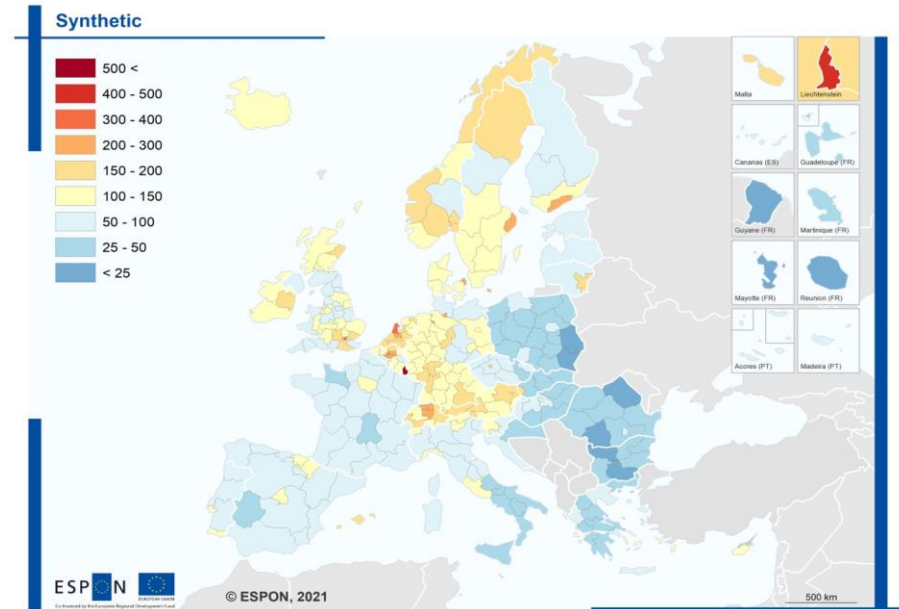 Synthetic
500 <
400 - 500
300 - 400
200 - 300
150 - 200
100 - 150
50 - 100
25 - 50
< 25
Malta
Liechtenstein
Canarias (ES)
Guadeloupe (FR)
Guyane (FR)
Martinique (FR)
Mayotte (FR)
Reunion (FR)
Acores (PT)
Madeira (PT)
ESPON
EUROPEAN UNION
Co-financed by the European Regional Development Fund
© ESPON, 2021
500 km